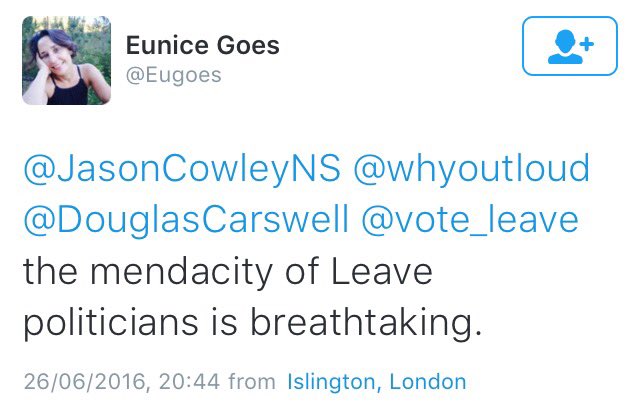 Eunice Goes
@Eugoes
@JasonCowleyNS @whyoutloud
@DouglasCarswell @vote_leave
the mendacity of Leave
politicians is breathtaking.
26/06/2016, 20:44 from Islington, London